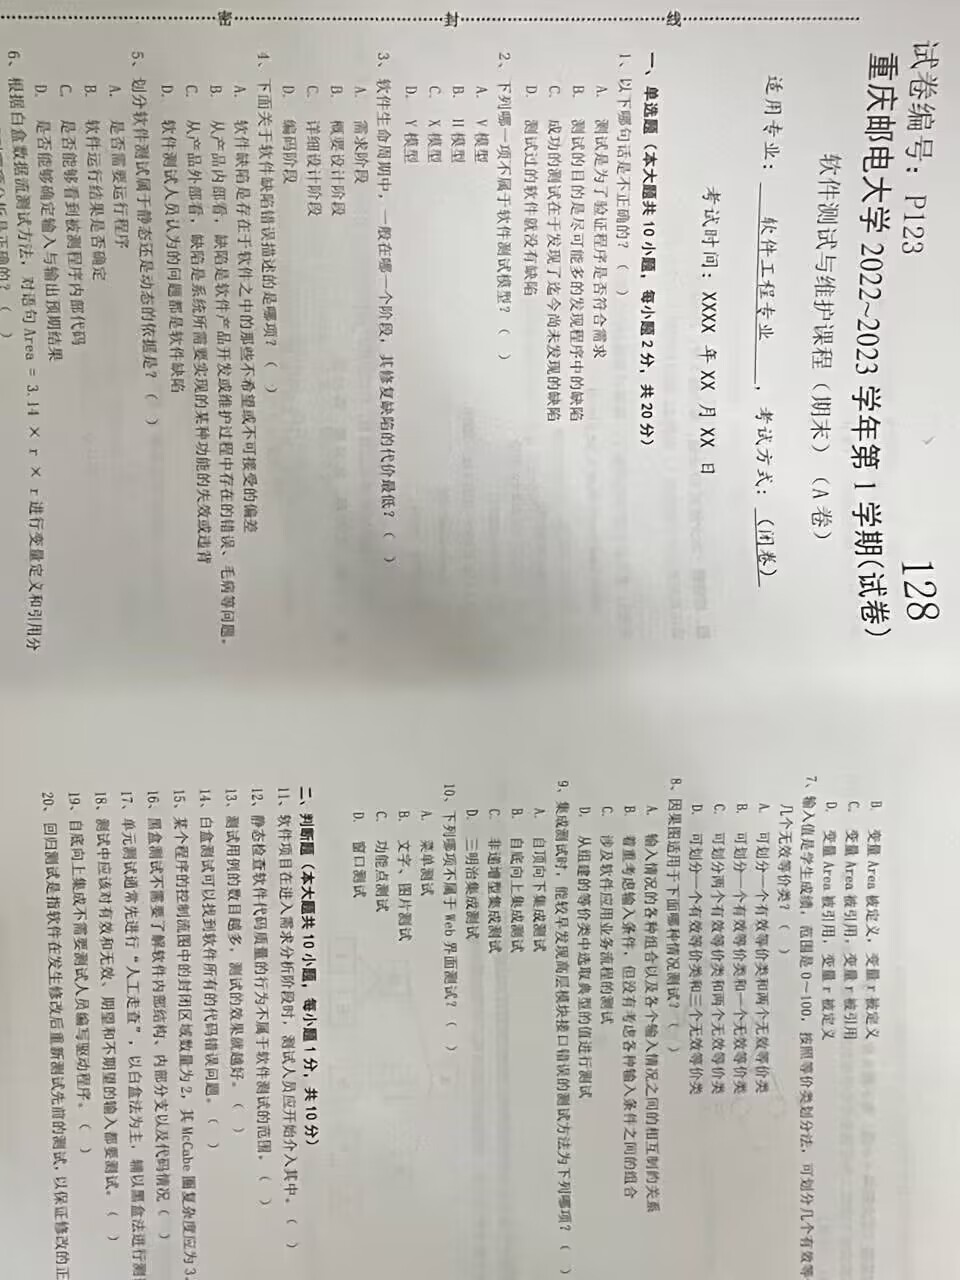 试卷编号：P123
128
重庆邮电大学 2022~2023 学年第 1 学期（试卷）
软件测试与维护课程（期末）（A 卷）
适用专业： 软件工程专业 ，考试方式：（闭卷）
考试时间：XXXX 年 XX 月 XX 日
一、单选题（本大题共 10 小题，每小题 2 分，共 20 分）
1、以下哪句话是不正确的？（ ）
A. 测试是为了验证程序是否符合需求
B. 测试的目的是尽可能多的发现程序中的缺陷
C. 成功的测试在于发现了迄今尚未发现的缺陷
D. 测试过的软件就没有缺陷
2、下列哪一项不属于软件测试模型？（ ）
A. V 模型
B. H 模型
C. X 模型
D. Y 模型
3、软件生命周期中，一般在哪一个阶段，其修复缺陷的代价最低？（ ）
A. 需求阶段
B. 概要设计阶段
C. 详细设计阶段
D. 编码阶段
4、下面关于软件缺陷错误描述的是哪项？（ ）
A. 软件缺陷是存在于软件之中的那些不希望或不可接受的偏差
B. 从产品内部看，缺陷是软件产品开发或维护过程中存在的错误、毛病等问题。
C. 从产品外部看，缺陷是系统所需要实现的某种功能的失效或违背
D. 软件测试人员认为的问题都是软件缺陷
5、划分软件测试属于静态还是动态的依据是？（ ）
A. 是否需要运行程序
B. 软件运行结果是否确定
C. 是否能够看到被测程序内部代码
D. 是否能够确定输入与输出预期结果
6、根据白盒数据流测试方法，对语句 Area = 3.14 × r × r 进行变量定义和引用分
析是正确的？（ ）
线
封
密
B. 变量 Area 被定义，变量 r 被定义
C. 变量 Area 被引用，变量 r 被引用
D. 变量 Area 被引用，变量 r 被定义
7、输入值是学生成绩，范围是 0～100，按照等价类划分法，可划分几个有效等
几个无效等价类？（ ）
A. 可划分一个有效等价类和两个无效等价类
B. 可划分一个有效等价类和一个无效等价类
C. 可划分两个有效等价类和两个无效等价类
D. 可划分一个有效等价类和三个无效等价类
8、因果图适用于下面哪种情况测试？（ ）
A. 输入情况的各种组合以及各个输入情况之间的相互制约关系
B. 着重考虑输入条件，但没有考虑各种输入条件之间的组合
C. 涉及软件应用业务流程的测试
D. 从组建的等价类中选取典型的值进行测试
9、集成测试时，能较早发现高层模块接口错误的测试方法为下列哪项？（ ）
A. 自顶向下集成测试
B. 自底向上集成测试
C. 非递增型集成测试
D. 三明治集成测试
10、下列哪项不属于 Web 界面测试？（ ）
A. 菜单测试
B. 文字、图片测试
C. 功能点测试
D. 窗口测试
二、判断题（本大题共 10 小题，每小题 1 分，共 10 分）
11、软件项目在进入需求分析阶段时，测试人员应开始介入其中。（ ）
12、静态检查软件代码质量的行为不属于软件测试的范围。（ ）
13、测试用例的数目越多，测试的效果就越好。（ ）
14、白盒测试可以找到软件所有的代码错误问题。（ ）
15、某个程序的控制流图中的封闭区域数量为 2，其 McCabe 圈复杂度应为 3.
16、黑盒测试不需要了解软件内部结构、内部分支以及代码情况（ ）
17、单元测试通常先进行“人工走查”，以白盒法为主，辅以黑盒法进行测
18、测试中应该对有效和无效、期望和不期望的输入都要测试。（ ）
19、自底向上集成不需要测试人员编写驱动程序。（ ）
20、回归测试是指软件在发生修改后重新测试先前的测试，以保证修改的正